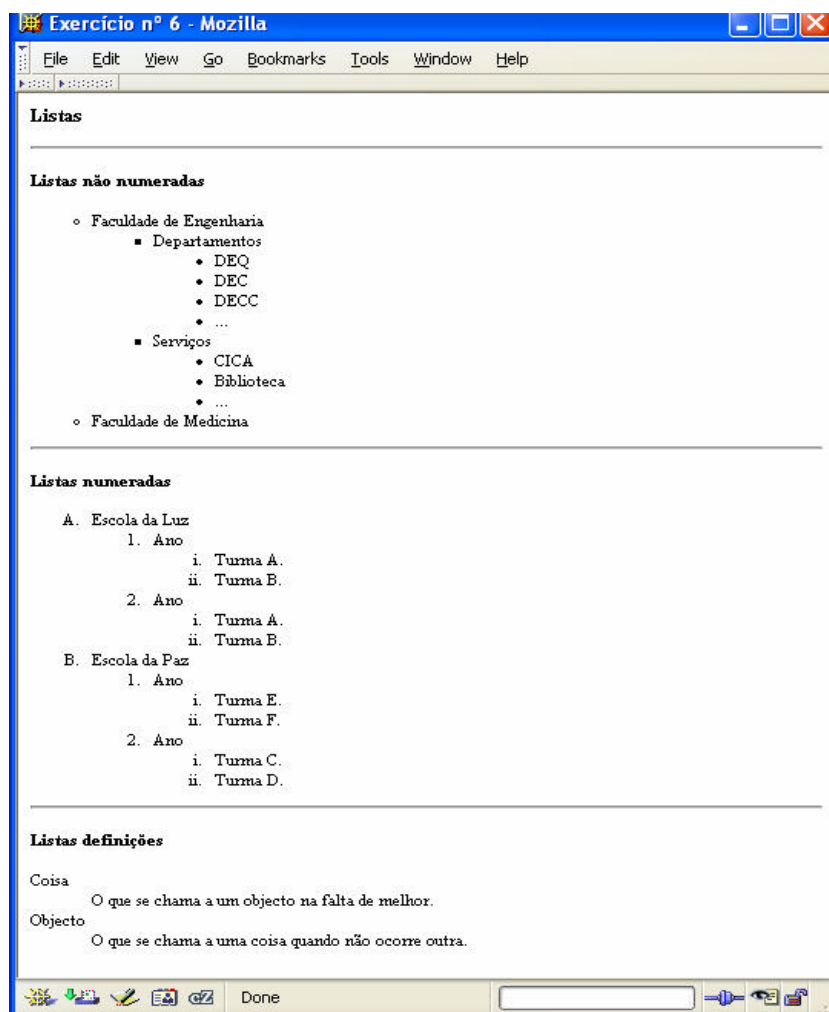 Exercício nº 6 - Mozilla
File Edit View Go Bookmarks Tools Window Help
Listas
Listas não numeradas
Faculdade de Engenharia
Departamentos
DEQ
DEC
DECC
...
Serviços
CICA
Biblioteca
...
Faculdade de Medicina
Listas numeradas
A. Escola da Luz
1. Ano
i. Turma A.
ii. Turma B.
2. Ano
i. Turma A.
ii. Turma B.
B. Escola da Paz
1. Ano
i. Turma E.
ii. Turma F.
2. Ano
i. Turma C.
ii. Turma D.
Listas definições
Coisa
O que se chama a um objecto na falta de melhor.
Objecto
O que se chama a uma coisa quando não ocorre outra.
Done